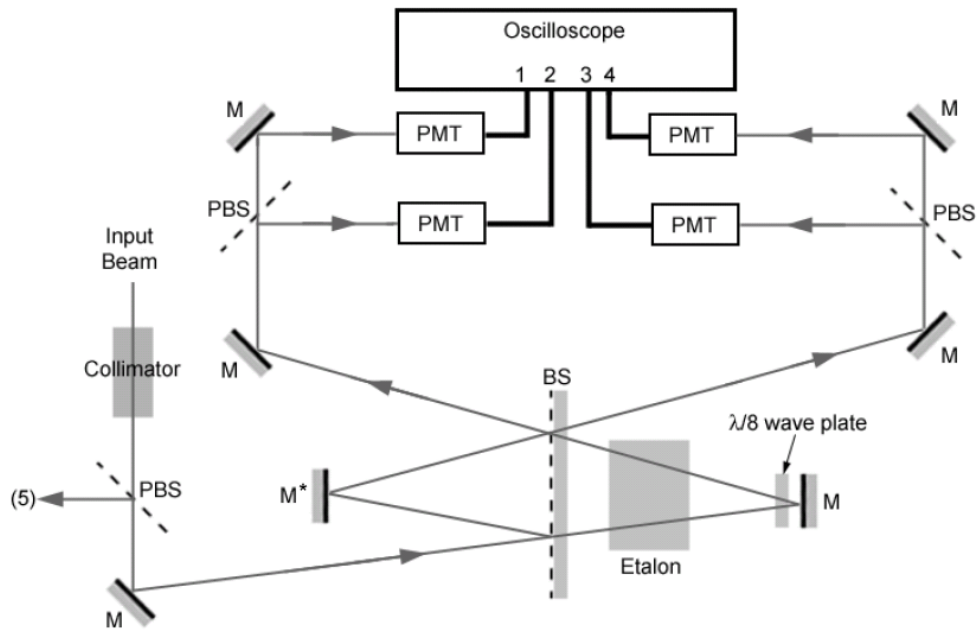 Oscilloscope
1 2 3 4
M
M
PMT
PMT
PBS
PBS
PMT
PMT
Input
Beam
Collimator
M
BS
M
λ/8 wave plate
(5)
PBS
M*
M
Etalon
M